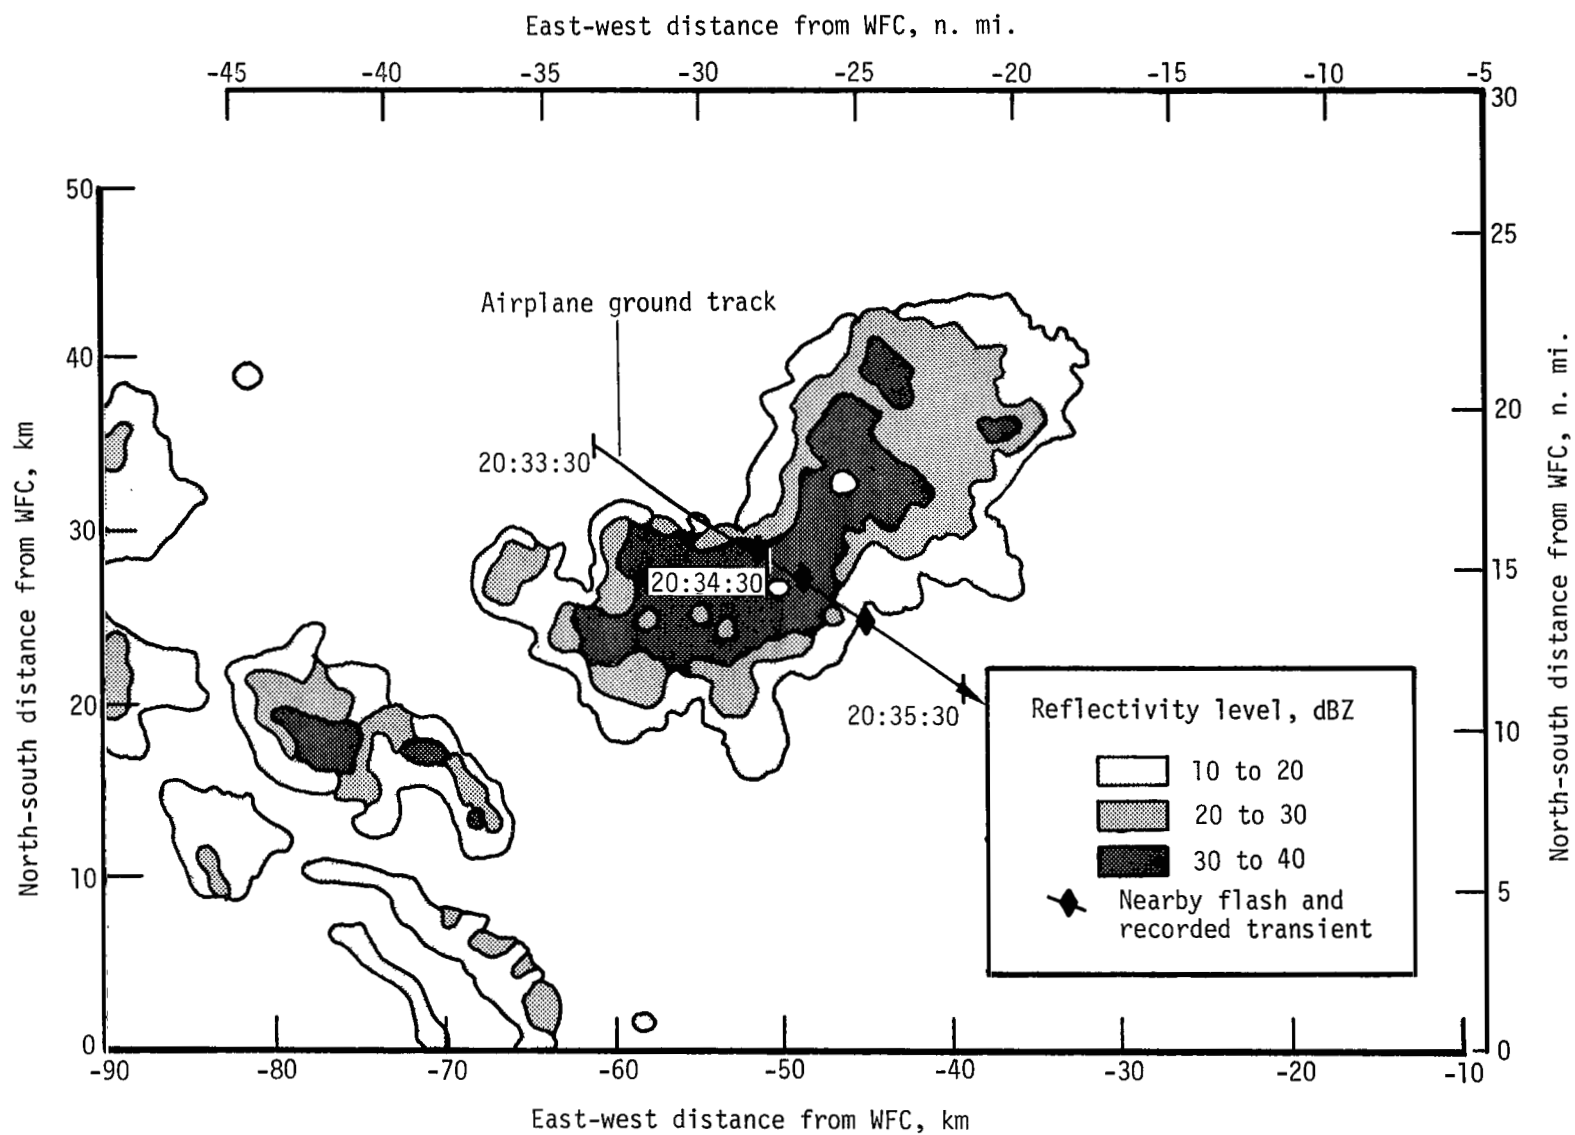 East-west distance from WFC, n. mi.
-45 -40 -35 -30 -25 -20 -15 -10 -5
30
50
25
Airplane ground track
40
20
20:33:30
30
15
20:34:30
20
20:35:30
10
10
5
0
0
North-south distance from WFC, km
North-south distance from WFC, n. mi.
Reflectivity level, dBZ
10 to 20
20 to 30
30 to 40
Nearby flash and
recorded transient
-90 -80 -70 -60 -50 -40 -30 -20 -10
East-west distance from WFC, km